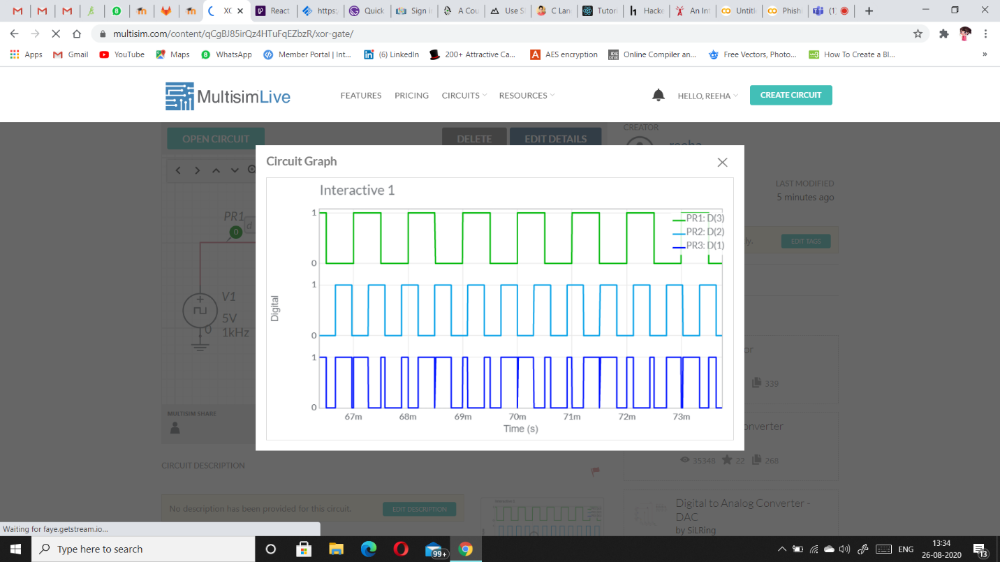 XC
React
https:
Quick
Sign i
A Cou
Use S
C Lan
Tutori
Hacke
An Int
Untitl
Phish
(1)
multisim.com/content/qCgBJ85irQz4HTuFqEZbzR/xor-gate/
Apps
Gmail
YouTube
Maps
WhatsApp
Member Portal | Int...
(6) LinkedIn
200+ Attractive Ca...
AES encryption
Online Compiler an...
Free Vectors, Photo...
How To Create a Bl...
MultisimLive
FEATURES
PRICING
CIRCUITS
RESOURCES
HELLO, REEHA
CREATE CIRCUIT
OPEN CIRCUIT
DELETE
EDIT DETAILS
CREATOR
reeha
LAST MODIFIED
5 minutes ago
EDIT TAGS
PR1
V1
5V
1kHz
0
Circuit Graph
Interactive 1
PR1: D(3)
PR2: D(2)
PR3: D(1)
Digital
1
0
1
0
1
0
67m 68m 69m 70m 71m 72m 73m
Time (s)
339
onverter
35348 22 268
Digital to Analog Converter -
DAC
by SiLRing
MULTISIM SHARE
CIRCUIT DESCRIPTION
No description has been provided for this circuit.
EDIT DESCRIPTION
Waiting for faye.getstream.io...
Type here to search
99+
ENG
13:34
26-08-2020
13